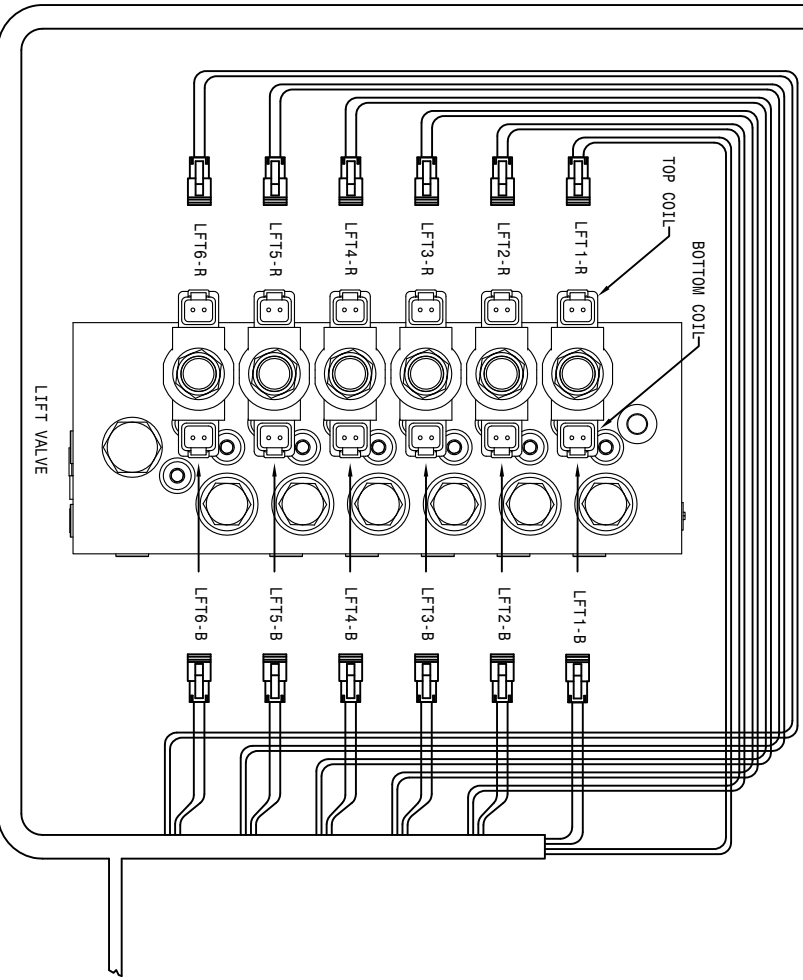 TOP COIL
BOTTOM COIL
LFT6-R
LFT5-R
LFT4-R
LFT3-R
LFT2-R
LFT1-R
LIFT VALVE
LFT6-B
LFT5-B
LFT4-B
LFT3-B
LFT2-B
LFT1-B